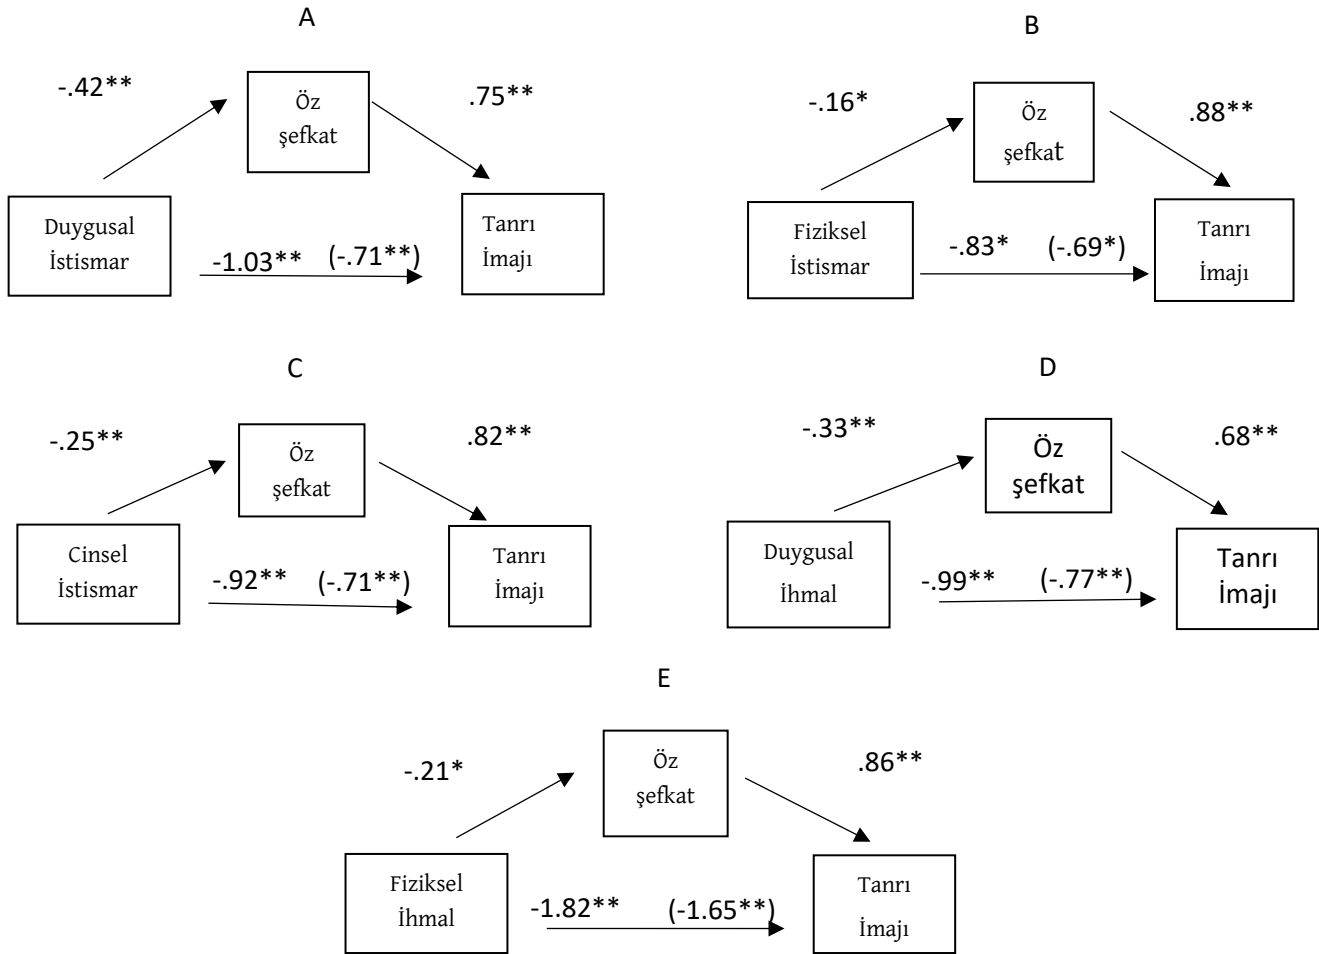 A
-.42**
Öz
şefkat
.75**
Duygusal
İstismar
-1.03** (-.71**)
Tanrı
İmajı
B
-.16*
Öz
şefkat
.88**
Fiziksel
İstismar
-.83* (-.69*)
Tanrı
İmajı
C
-.25**
Öz
şefkat
.82**
Cinsel
İstismar
-.92** (-.71**)
Tanrı
İmajı
D
-.33**
Öz
şefkat
.68**
Duygusal
İhmal
-.99** (-.77**)
Tanrı
İmajı
E
-.21*
Öz
şefkat
.86**
Fiziksel
İhmal
-1.82** (-1.65**)
Tanrı
İmajı